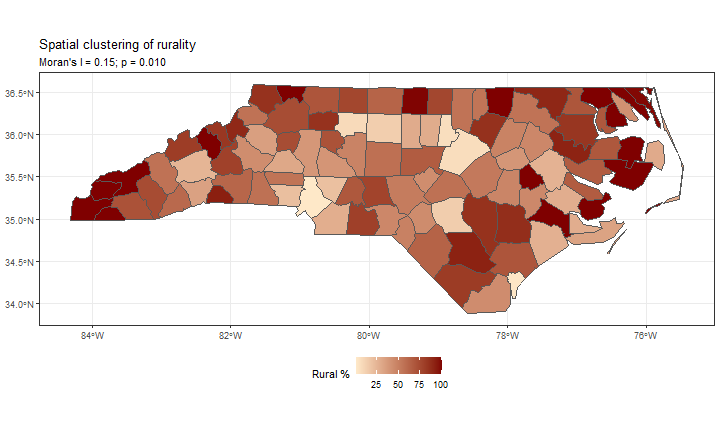 Spatial clustering of rurality
Moran's I = 0.15; p = 0.010
36.5°N
36.0°N
35.5°N
35.0°N
34.5°N
34.0°N
84°W
82°W
80°W
78°W
76°W
Rural %
25
50
75
100